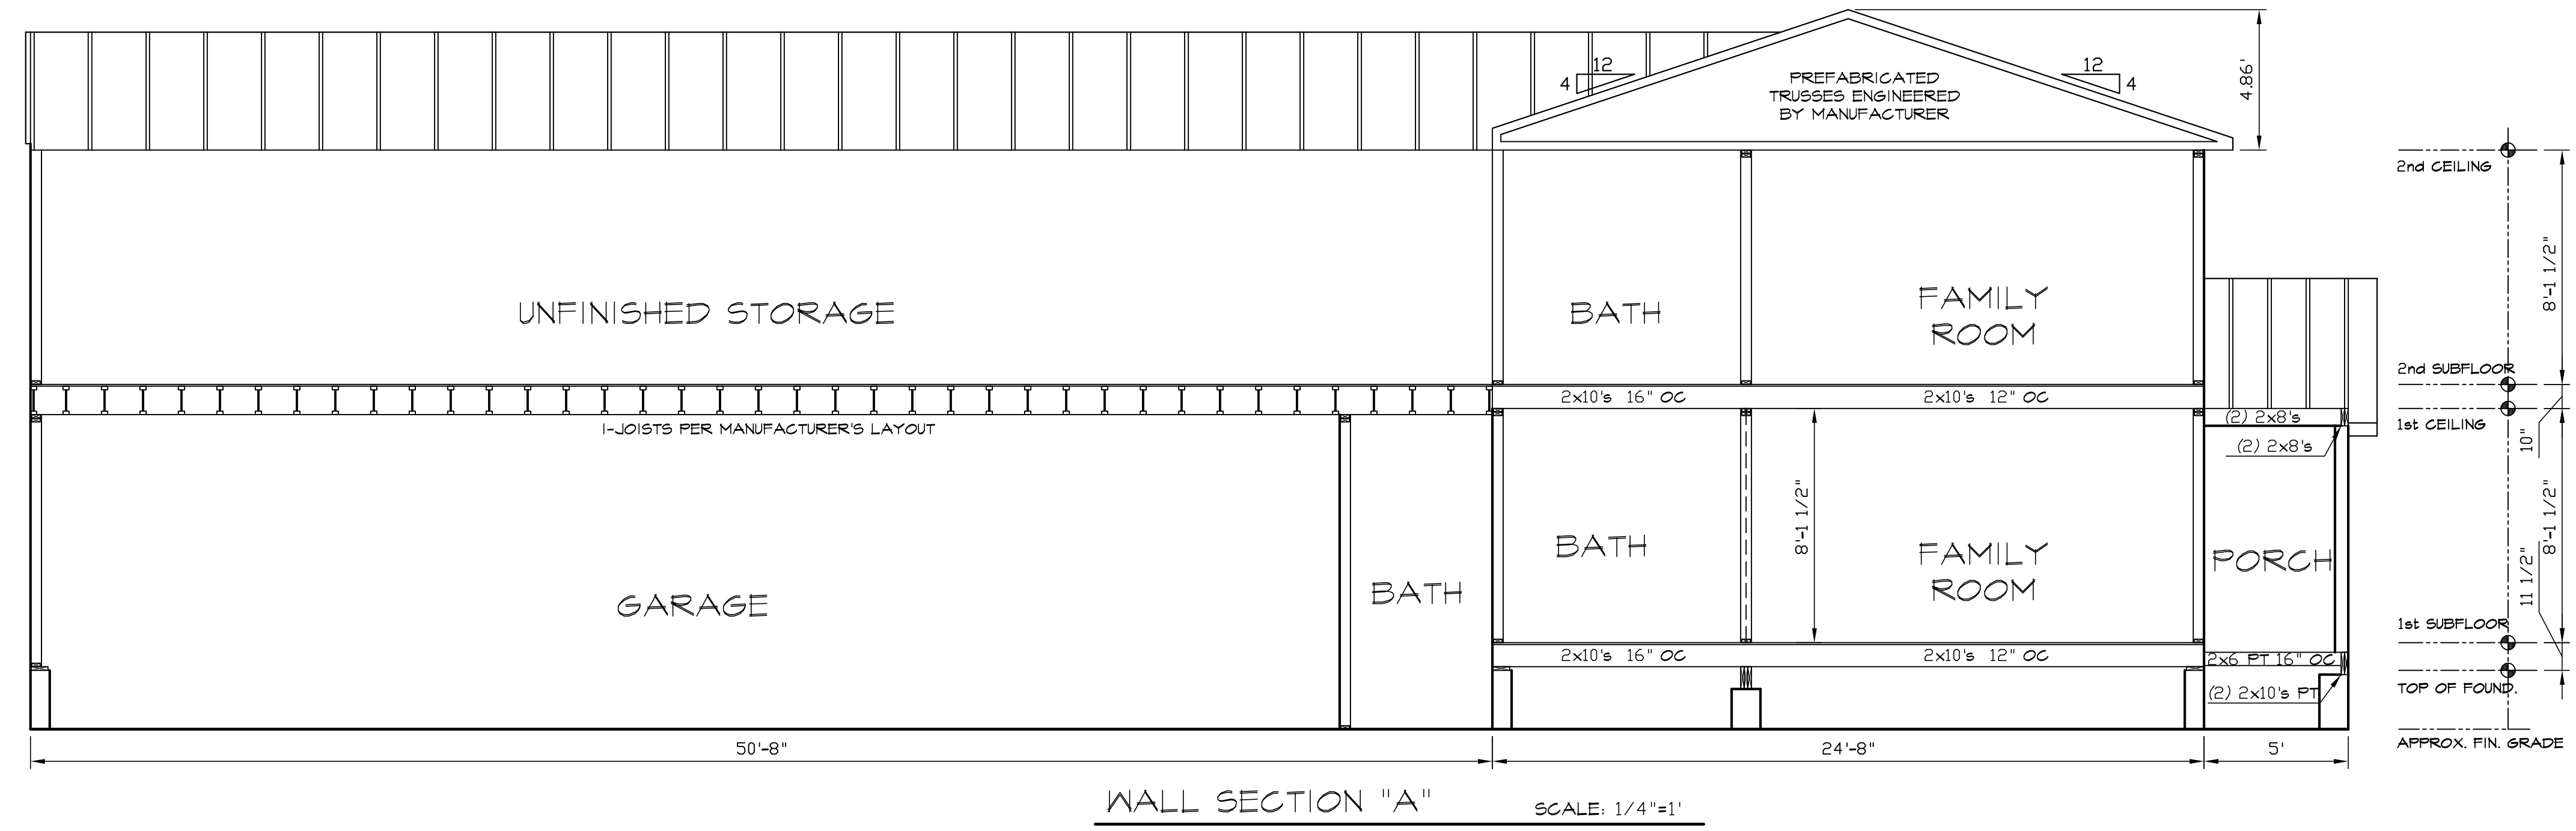 12
4
12
4
4.86'
PREFABRICATED
TRUSSES ENGINEERED
BY MANUFACTURER
2nd CEILING
8'-1 1/2"
UNFINISHED STORAGE
BATH
FAMILY
ROOM
2nd SUBFLOOR
2x10's 16" OC
2x10's 12" OC
(2) 2x8's
1st CEILING
10"
I-JOISTS PER MANUFACTURER'S LAYOUT
(2) 2x8's
8'-1 1/2"
8'-1 1/2"
GARAGE
BATH
BATH
FAMILY
ROOM
PORCH
11 1/2"
1st SUBFLOOR
2x10's 16" OC
2x10's 12" OC
2x6 PT 16" OC
(2) 2x10's PT
TOP OF FOUND.
50'-8"
24'-8"
5'
APPROX. FIN. GRADE
WALL SECTION "A"
SCALE: 1/4"=1'